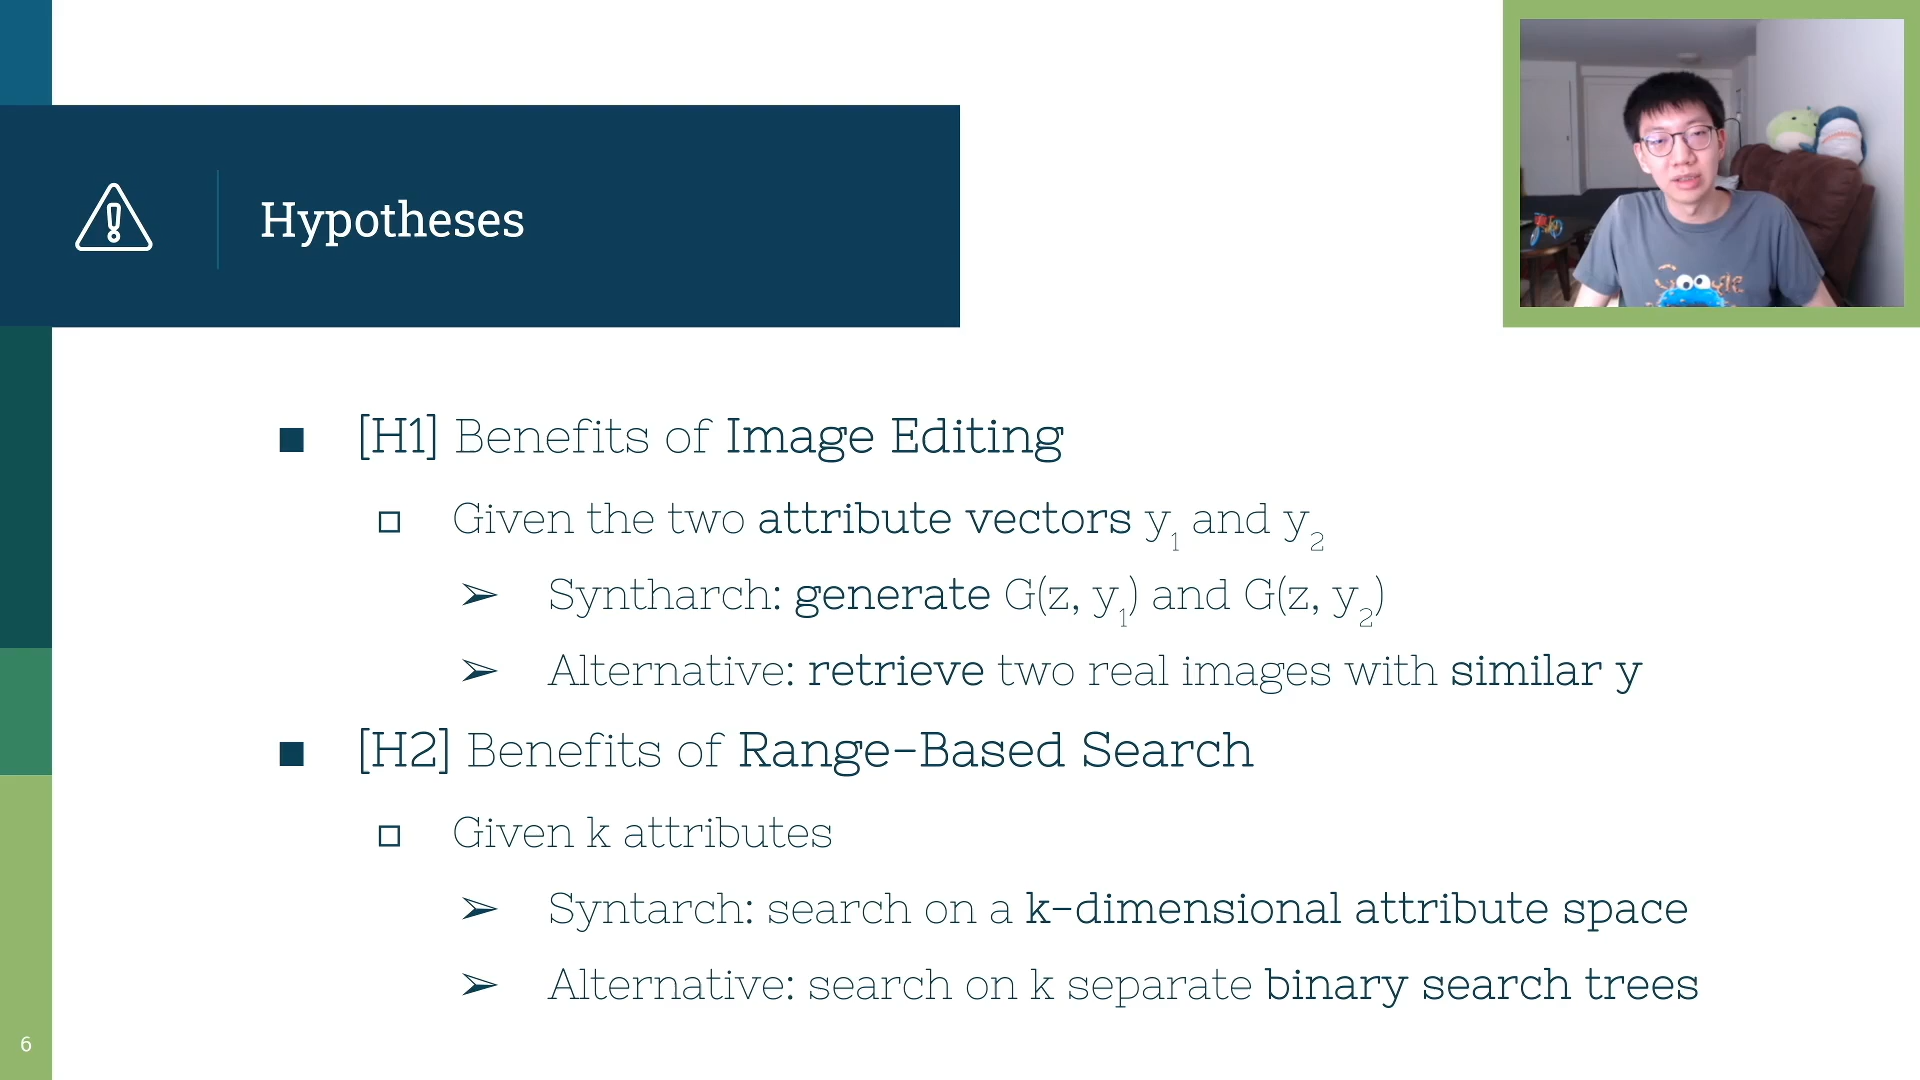 Hypotheses
Google
[H1] Benefits of Image Editing
Given the two attribute vectors y₁ and y₂
Syntharch: generate G(z, y₁) and G(z, y₂)
Alternative: retrieve two real images with similar y
[H2] Benefits of Range-Based Search
Given k attributes
Syntarch: search on a k-dimensional attribute space
Alternative: search on k separate binary search trees
6